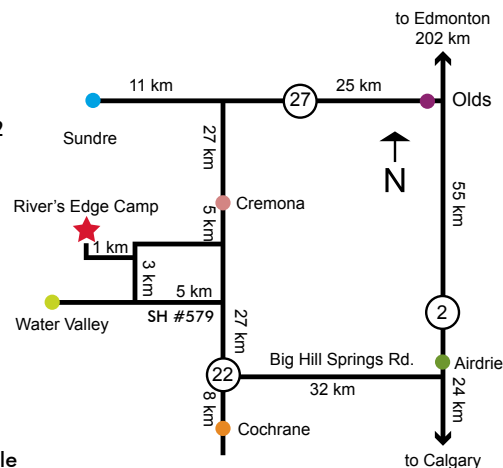 to Edmonton
202 km
11 km
27
25 km
Olds
2
Sundre
27 km
N
55 km
River's Edge Camp
Cremona
5 km
1 km
3 km
5 km
SH #579
Water Valley
27 km
2
Big Hill Springs Rd.
Airdrie
22
32 km
24 km
8 km
Cochrane
le
to Calgary